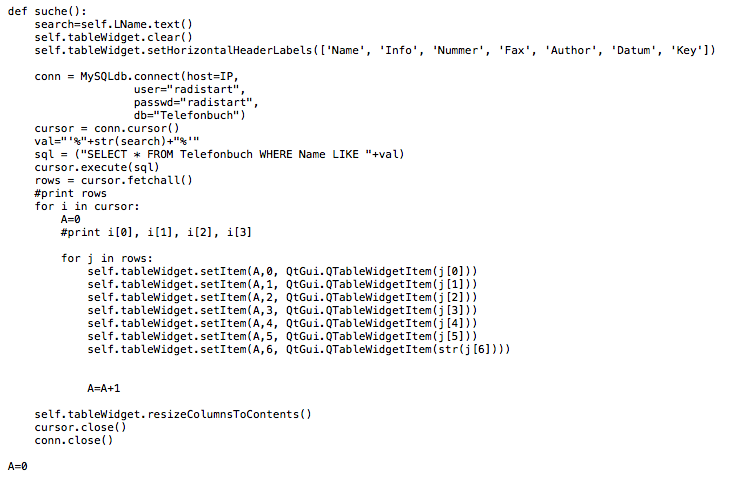 def suche():
    search=self.LName.text()
    self.tableWidget.clear()
    self.tableWidget.setHorizontalHeaderLabels(['Name', 'Info', 'Nummer', 'Fax', 'Author', 'Datum', 'Key'])

    conn = MySQLdb.connect(host=IP,
                   user="radistart",
                   passwd="radistart",
                   db="Telefonbuch")
    cursor = conn.cursor()
    val="'%"+str(search)+"%'"
    sql = ("SELECT * FROM Telefonbuch WHERE Name LIKE "+val)
    cursor.execute(sql)
    rows = cursor.fetchall()
    #print rows
    for i in cursor:
        A=0
        #print i[0], i[1], i[2], i[3]

        for j in rows:
            self.tableWidget.setItem(A,0, QtGui.QTableWidgetItem(j[0]))
            self.tableWidget.setItem(A,1, QtGui.QTableWidgetItem(j[1]))
            self.tableWidget.setItem(A,2, QtGui.QTableWidgetItem(j[2]))
            self.tableWidget.setItem(A,3, QtGui.QTableWidgetItem(j[3]))
            self.tableWidget.setItem(A,4, QtGui.QTableWidgetItem(j[4]))
            self.tableWidget.setItem(A,5, QtGui.QTableWidgetItem(j[5]))
            self.tableWidget.setItem(A,6, QtGui.QTableWidgetItem(str(j[6])))


            A=A+1

    self.tableWidget.resizeColumnsToContents()
    cursor.close()
    conn.close()

A=0